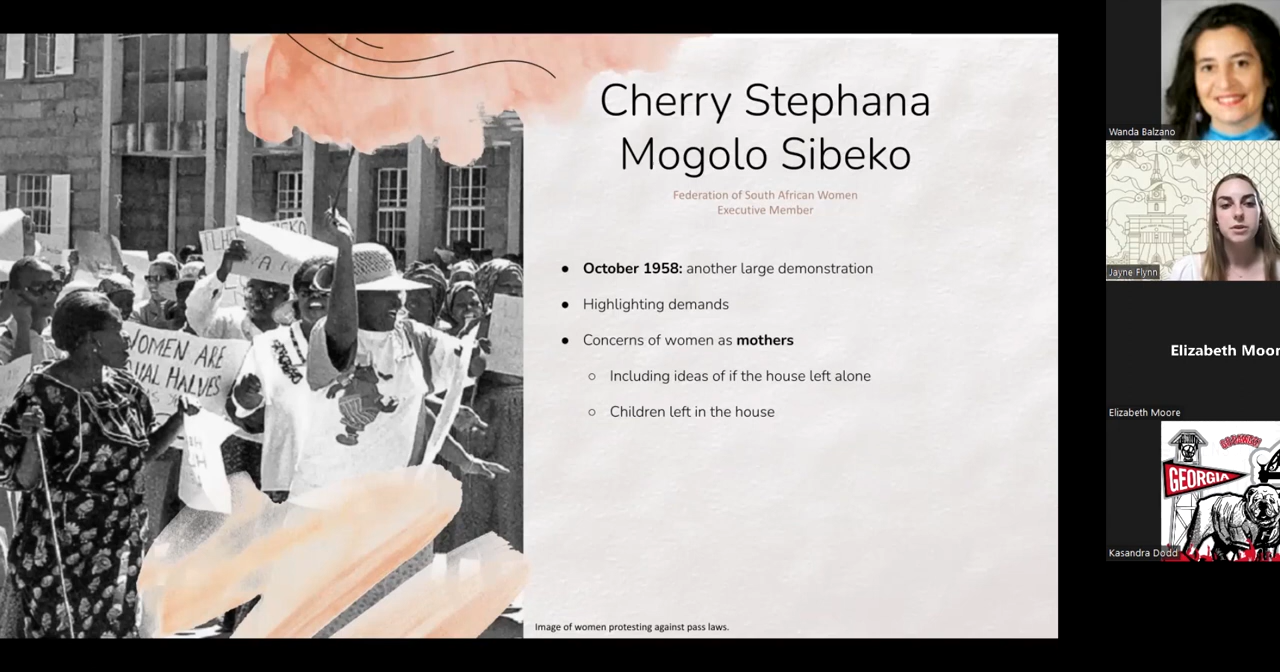 Cherry Stephana
Mogolo Sibeko
Federation of South African Women
Executive Member
● October 1958: another large demonstration
● Highlighting demands
● Concerns of women as mothers
○ Including ideas of if the house left alone
○ Children left in the house
Image of women protesting against pass laws.
WOMEN ARE
HALVES
Wanda Balzano
Jayne Flynn
Elizabeth Moor
Elizabeth Moore
GEORGIA
Kasandra Dodd